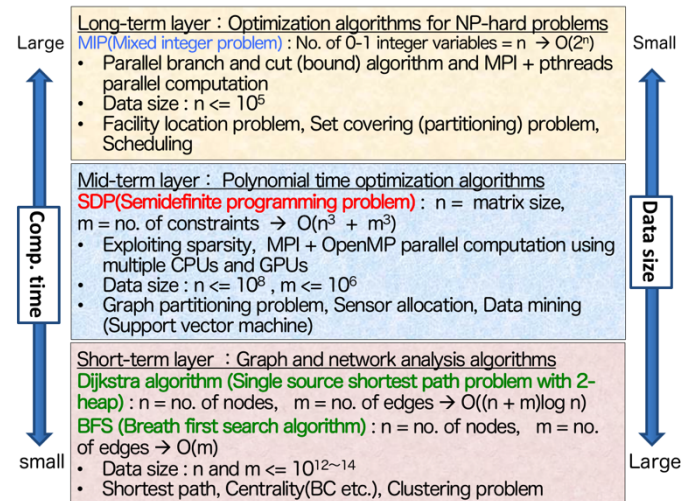 Long-term layer：Optimization algorithms for NP-hard problems
Large
MIP(Mixed integer problem) : No. of 0-1 integer variables = n → O(2ⁿ)
Small
• Parallel branch and cut (bound) algorithm and MPI + pthreads
parallel computation
• Data size : n <= 10⁵
• Facility location problem, Set covering (partitioning) problem,
Scheduling
Mid-term layer： Polynomial time optimization algorithms
SDP(Semidefinite programming problem) : n = matrix size,
m = no. of constraints → O(n³ + m³)
• Exploiting sparsity, MPI + OpenMP parallel computation using
multiple CPUs and GPUs
• Data size : n <= 10⁸ , m <= 10⁶
• Graph partitioning problem, Sensor allocation, Data mining
(Support vector machine)
Comp. time
Data size
Short-term layer ：Graph and network analysis algorithms
Dijkstra algorithm (Single source shortest path problem with 2-
heap) : n = no. of nodes, m = no. of edges → O((n + m)log n)
BFS (Breath first search algorithm) : n = no. of nodes, m = no.
of edges → O(m)
small
• Data size : n and m <= 10¹²~¹⁴
Large
• Shortest path, Centrality(BC etc.), Clustering problem